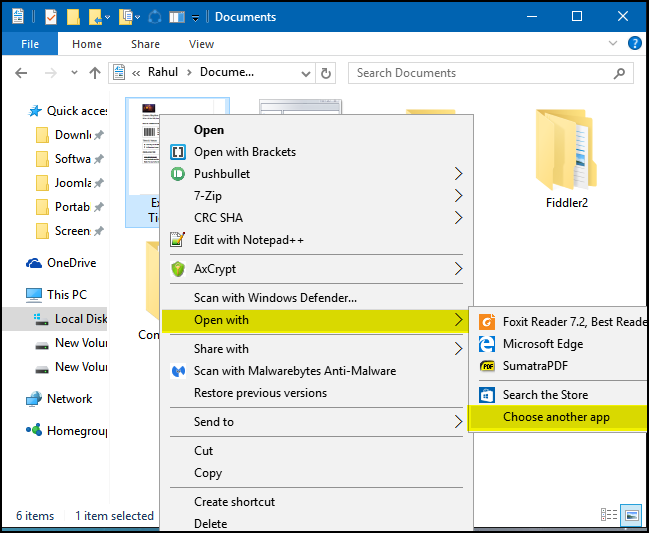 Documents
File
Home
Share
View
Rahul
Docume...
Search Documents
Quick acces
Downlo
Softwa
Joomla
Portab
Screen
OneDrive
This PC
Local Disk
New Volu
New Volu
Network
Homegroup
Ex
Tic
Con
Fiddler2
Open
Open with Brackets
Pushbullet
7-Zip
CRC SHA
Edit with Notepad++
AxCrypt
Scan with Windows Defender...
Open with
Share with
Scan with Malwarebytes Anti-Malware
Restore previous versions
Send to
Cut
Copy
Create shortcut
Delete
Foxit Reader 7.2, Best Reade
Microsoft Edge
SumatraPDF
Search the Store
Choose another app
6 items
1 item selected